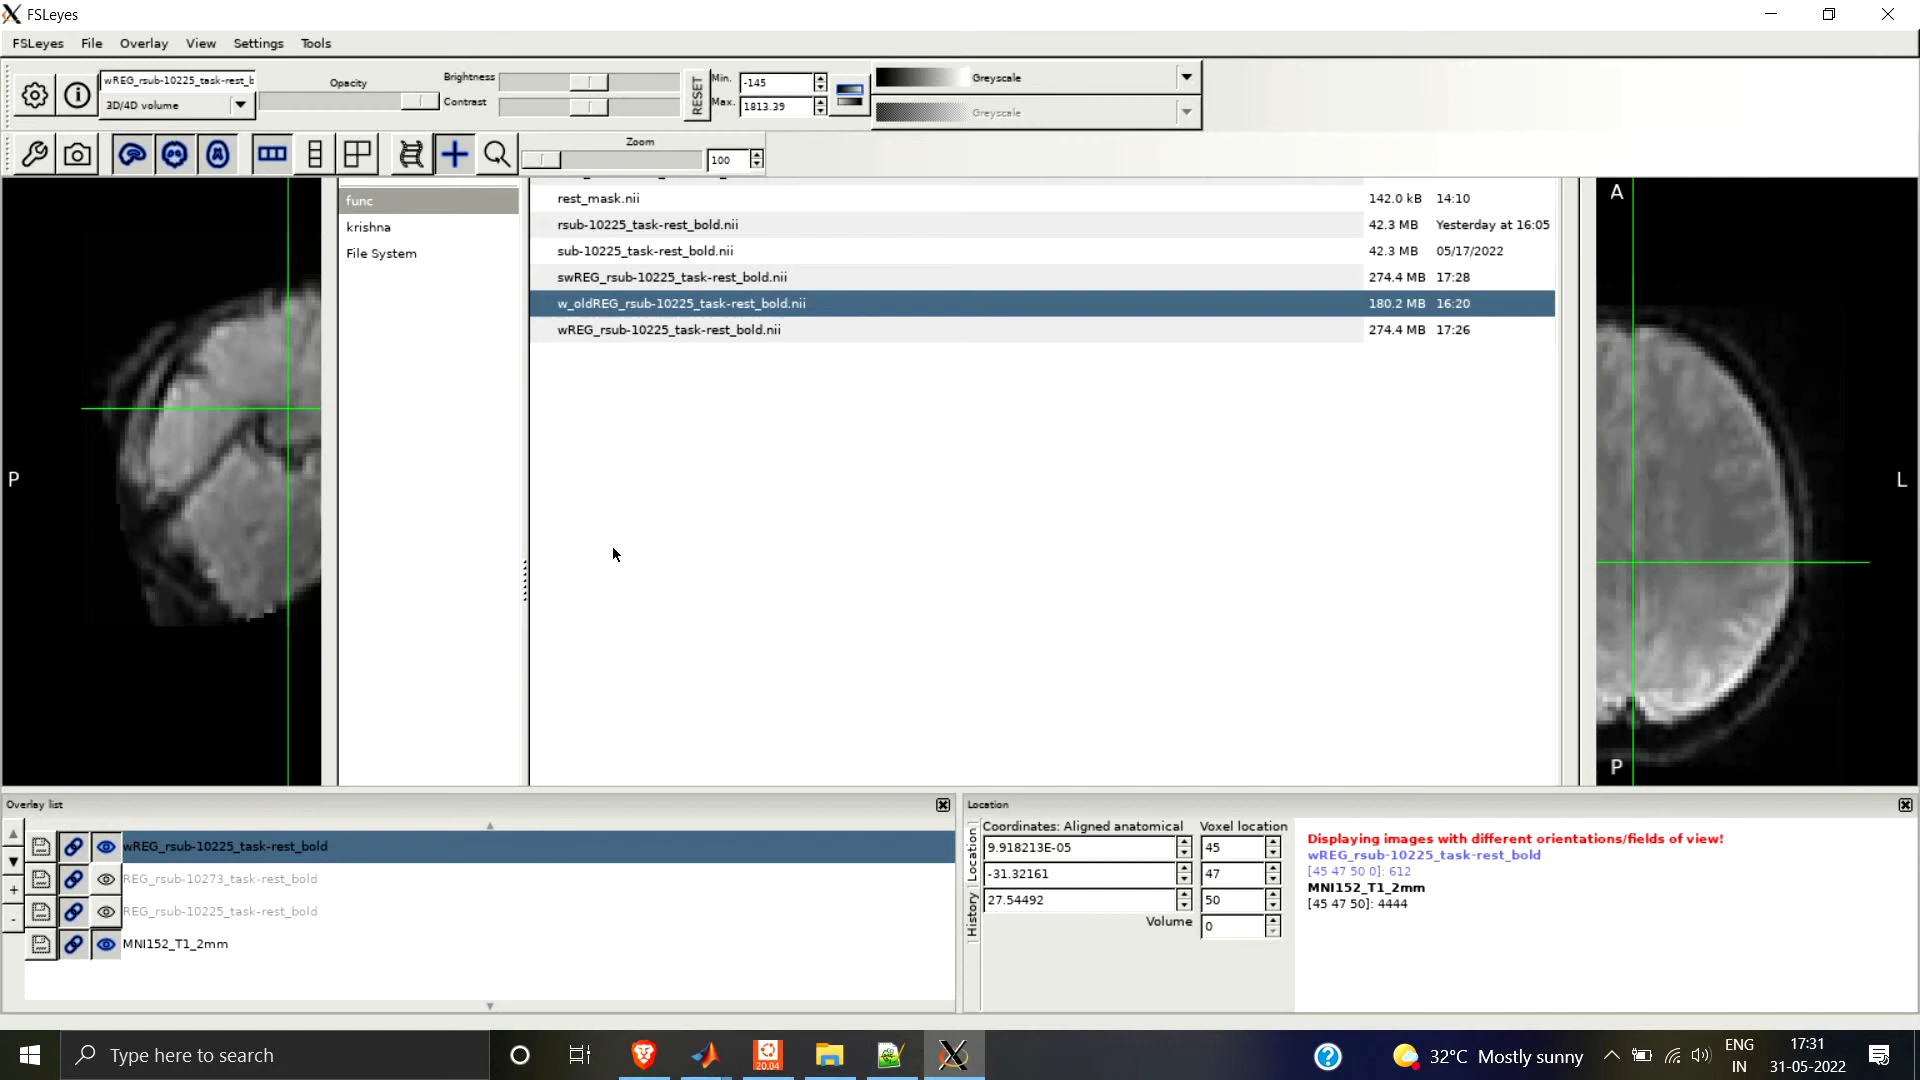 FSLeyes
FSLeyes File Overlay View Settings Tools
wREG_rsub-10225_task-rest_b
3D/4D volume
Opacity
Brightness
Contrast
RESET
Min. -145
Max. 1813.39
Greyscale
Greyscale
Zoom
100
func
krishna
File System
rest_mask.nii 142.0 kB 14:10
rsub-10225_task-rest_bold.nii 42.3 MB Yesterday at 16:05
sub-10225_task-rest_bold.nii 42.3 MB 05/17/2022
swREG_rsub-10225_task-rest_bold.nii 274.4 MB 17:28
w_oldREG_rsub-10225_task-rest_bold.nii 180.2 MB 16:20
wREG_rsub-10225_task-rest_bold.nii 274.4 MB 17:26
P
A
L
P
Overlay list
wREG_rsub-10225_task-rest_bold
REG_rsub-10273_task-rest_bold
REG_rsub-10225_task-rest_bold
MNI152_T1_2mm
Location
Location
History
Coordinates: Aligned anatomical Voxel location
9.918213E-05 45
-31.32161 47
27.54492 50
Volume 0
Displaying images with different orientations/fields of view!
wREG_rsub-10225_task-rest_bold
[45 47 50 0]: 612
MNI152_T1_2mm
[45 47 50]: 4444
Type here to search
20.04
32°C Mostly sunny
ENG
IN
17:31
31-05-2022